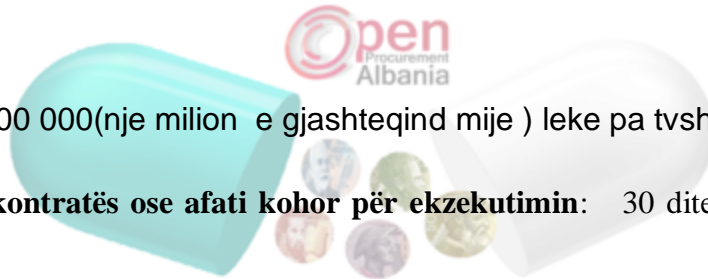 Open
Procurement
Albania
00 000(nje milion e gjashteqind mije ) leke pa tvsh
kontratës ose afati kohor për ekzekutimin: 30 dite